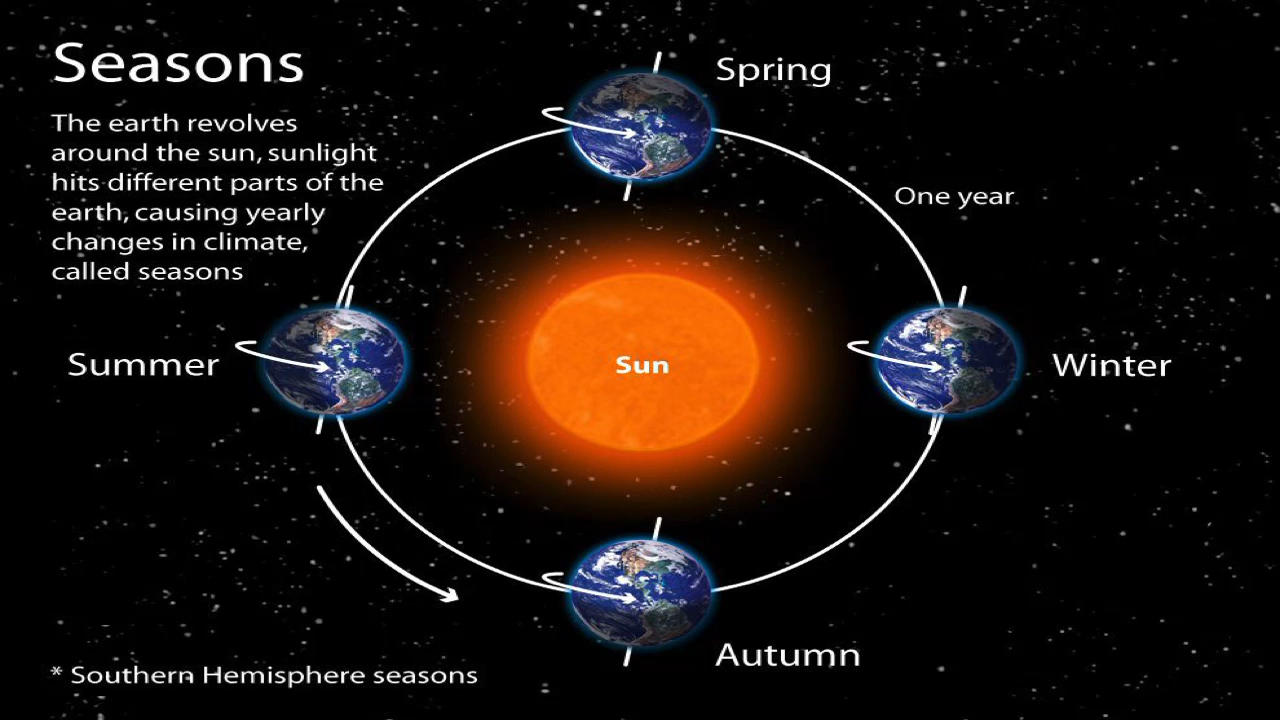 Seasons
The earth revolves
around the sun, sunlight
hits different parts of the
earth, causing yearly
changes in climate,
called seasons
Spring
One year
Summer
Sun
Winter
Autumn
* Southern Hemisphere seasons